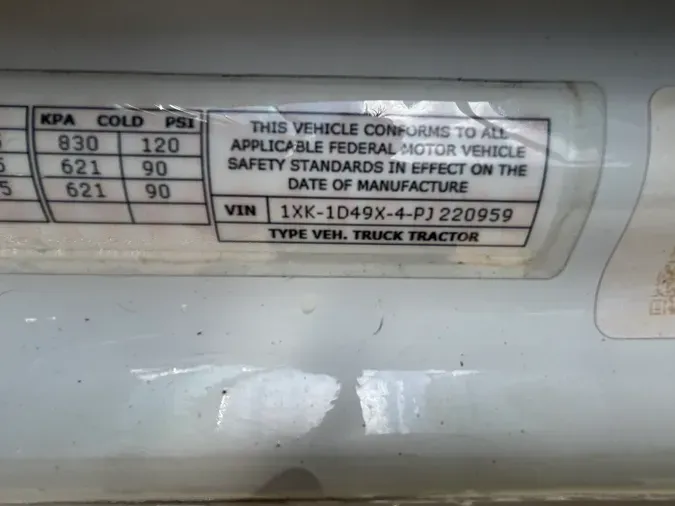 KPA COLD PSI
830 120
621 90
5 621 90
THIS VEHICLE CONFORMS TO ALL
APPLICABLE FEDERAL MOTOR VEHICLE
SAFETY STANDARDS IN EFFECT ON THE
DATE OF MANUFACTURE
VIN 1XK-1D49X-4-PJ 220959
TYPE VEH. TRUCK TRACTOR